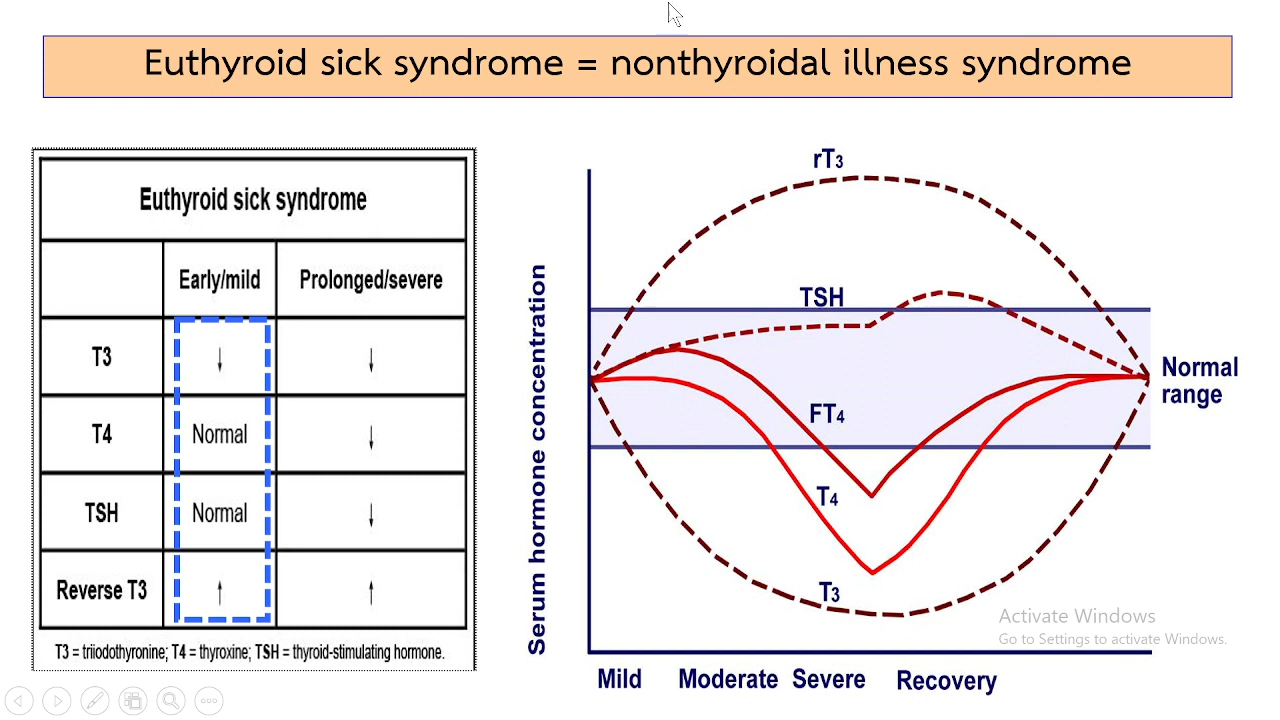 Euthyroid sick syndrome = nonthyroidal illness syndrome
Euthyroid sick syndrome
Early/mild Prolonged/severe
T3 ↓ ↓
T4 Normal ↓
TSH Normal ↓
Reverse T3 ↑ ↑
T3 = triiodothyronine; T4 = thyroxine; TSH = thyroid-stimulating hormone.
Serum hormone concentration
rT3
TSH
FT4
T4
T3
Normal
range
Mild Moderate Severe Recovery
Activate Windows
Go to Settings to activate Windows.